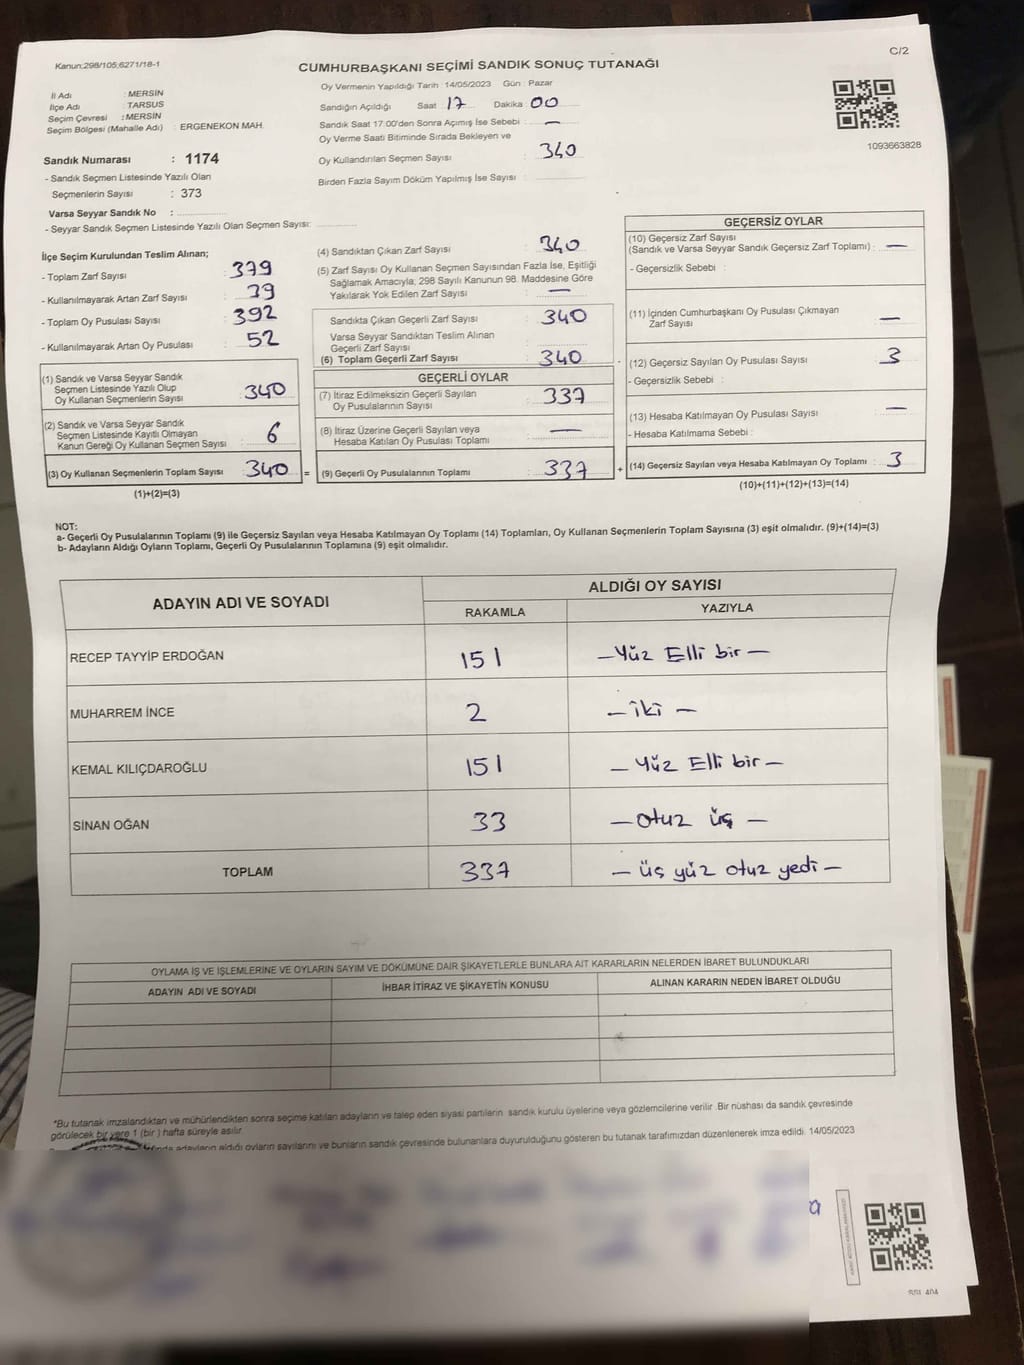 C/2
Kanun:298/105;6271/18-1
CUMHURBAŞKANI SEÇİMİ SANDIK SONUÇ TUTANAĞI
1093663828
İl Adı : MERSİN
İlçe Adı : TARSUS
Seçim Çevresi : MERSİN
Seçim Bölgesi (Mahalle Adı) : ERGENEKON MAH.
Sandık Numarası : 1174
- Sandık Seçmen Listesinde Yazılı Olan
Seçmenlerin Sayısı : 373
Varsa Seyyar Sandık No :
- Seyyar Sandık Seçmen Listesinde Yazılı Olan Seçmen Sayısı:
Oy Vermenin Yapıldığı Tarih : 14/05/2023 Gün : Pazar
Sandığın Açıldığı Saat : 17 Dakika : 00
Sandık Saat 17:00'den Sonra Açımış İse Sebebi : —
Oy Verme Saati Bitiminde Sırada Bekleyen ve
Oy Kullandırılan Seçmen Sayısı : 340
Birden Fazla Sayım Döküm Yapılmış İse Sayısı :
İlçe Seçim Kurulundan Teslim Alınan;
- Toplam Zarf Sayısı : 379
- Kullanılmayarak Artan Zarf Sayısı : 39
- Toplam Oy Pusulası Sayısı : 392
- Kullanılmayarak Artan Oy Pusulası : 52
(1) Sandık ve Varsa Seyyar Sandık
Seçmen Listesinde Yazılı Olup
Oy Kullanan Seçmenlerin Sayısı : 340
(2) Sandık ve Varsa Seyyar Sandık
Seçmen Listesinde Kayıtlı Olmayan
Kanun Gereği Oy Kullanan Seçmen Sayısı : 6
(3) Oy Kullanan Seçmenlerin Toplam Sayısı : 340 =
(1)+(2)=(3)
(4) Sandıktan Çıkan Zarf Sayısı : 340
(5) Zarf Sayısı Oy Kullanan Seçmen Sayısından Fazla İse, Eşitliği
Sağlamak Amacıyla; 298 Sayılı Kanunun 98. Maddesine Göre
Yakılarak Yok Edilen Zarf Sayısı : —
Sandıkta Çıkan Geçerli Zarf Sayısı : 340
Varsa Seyyar Sandıktan Teslim Alınan
Geçerli Zarf Sayısı :
(6) Toplam Geçerli Zarf Sayısı : 340
GEÇERLİ OYLAR
(7) İtiraz Edilmeksizin Geçerli Sayılan
Oy Pusulalarının Sayısı : 337
(8) İtiraz Üzerine Geçerli Sayılan veya
Hesaba Katılan Oy Pusulası Toplamı : —
(9) Geçerli Oy Pusulalarının Toplamı : 337 +
GEÇERSİZ OYLAR
(10) Geçersiz Zarf Sayısı
(Sandık ve Varsa Seyyar Sandık Geçersiz Zarf Toplamı) : —
- Geçersizlik Sebebi :
(11) İçinden Cumhurbaşkanı Oy Pusulası Çıkmayan
Zarf Sayısı : —
(12) Geçersiz Sayılan Oy Pusulası Sayısı : 3
- Geçersizlik Sebebi :
(13) Hesaba Katılmayan Oy Pusulası Sayısı : —
- Hesaba Katılmama Sebebi :
(14) Geçersiz Sayılan veya Hesaba Katılmayan Oy Toplamı : 3
(10)+(11)+(12)+(13)=(14)
NOT:
a- Geçerli Oy Pusulalarının Toplamı (9) ile Geçersiz Sayılan veya Hesaba Katılmayan Oy Toplamı (14) Toplamları, Oy Kullanan Seçmenlerin Toplam Sayısına (3) eşit olmalıdır. (9)+(14)=(3)
b- Adayların Aldığı Oyların Toplamı, Geçerli Oy Pusulalarının Toplamına (9) eşit olmalıdır.
ADAYIN ADI VE SOYADI ALDIĞI OY SAYISI
RAKAMLA YAZIYLA
RECEP TAYYİP ERDOĞAN 151 — Yüz Elli bir —
MUHARREM İNCE 2 — iki —
KEMAL KILIÇDAROĞLU 151 — Yüz Elli bir —
SİNAN OĞAN 33 — otuz üç —
TOPLAM 337 — üç yüz otuz yedi —
OYLAMA İŞ VE İŞLEMLERİNE VE OYLARIN SAYIM VE DÖKÜMÜNE DAİR ŞİKAYETLERLE BUNLARA AİT KARARLARIN NELERDEN İBARET BULUNDUKLARI
ADAYIN ADI VE SOYADI İHBAR İTİRAZ VE ŞİKAYETİN KONUSU ALINAN KARARIN NEDEN İBARET OLDUĞU
*Bu tutanak imzalandıktan ve mühürlendikten sonra seçime katılan adayların ve talep eden siyasi partilerin sandık kurulu üyelerine veya gözlemcilerine verilir. Bir nüshası da sandık çevresinde
görülecek bir yere 1 (bir ) hafta süreyle asılır.
adayların aldığı oyların sayılarını ve bunların sandık çevresinde bulunanlara duyurulduğunu gösteren bu tutanak tarafımızdan düzenlenerek imza edildi. 14/05/2023